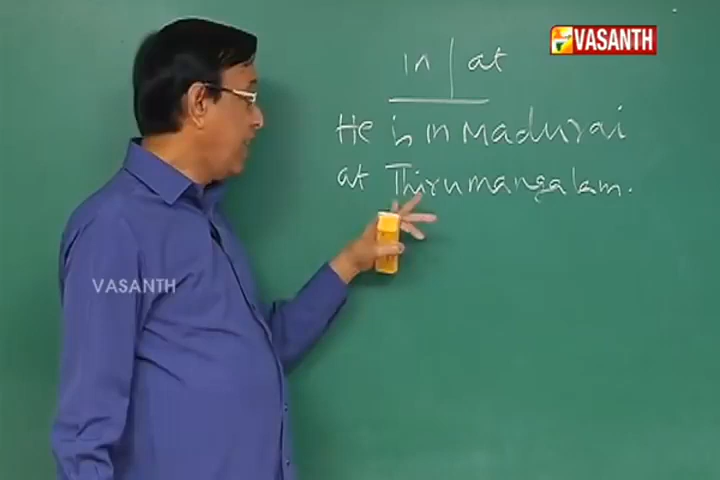 VASANTH
in | at
He is in Madurai
at Thirumangalam.
VASANTH